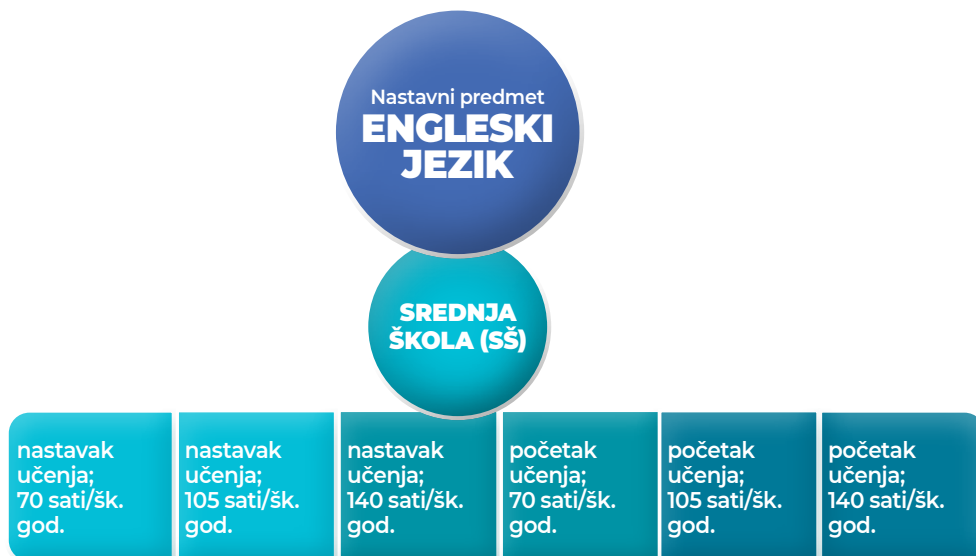 Nastavni predmet
ENGLESKI
JEZIK
SREDNJA
ŠKOLA (SŠ)
nastavak
učenja;
70 sati/šk.
god.
nastavak
učenja;
105 sati/šk.
god.
nastavak
učenja;
140 sati/šk.
god.
početak
učenja;
70 sati/šk.
god.
početak
učenja;
105 sati/šk.
god.
početak
učenja;
140 sati/šk.
god.